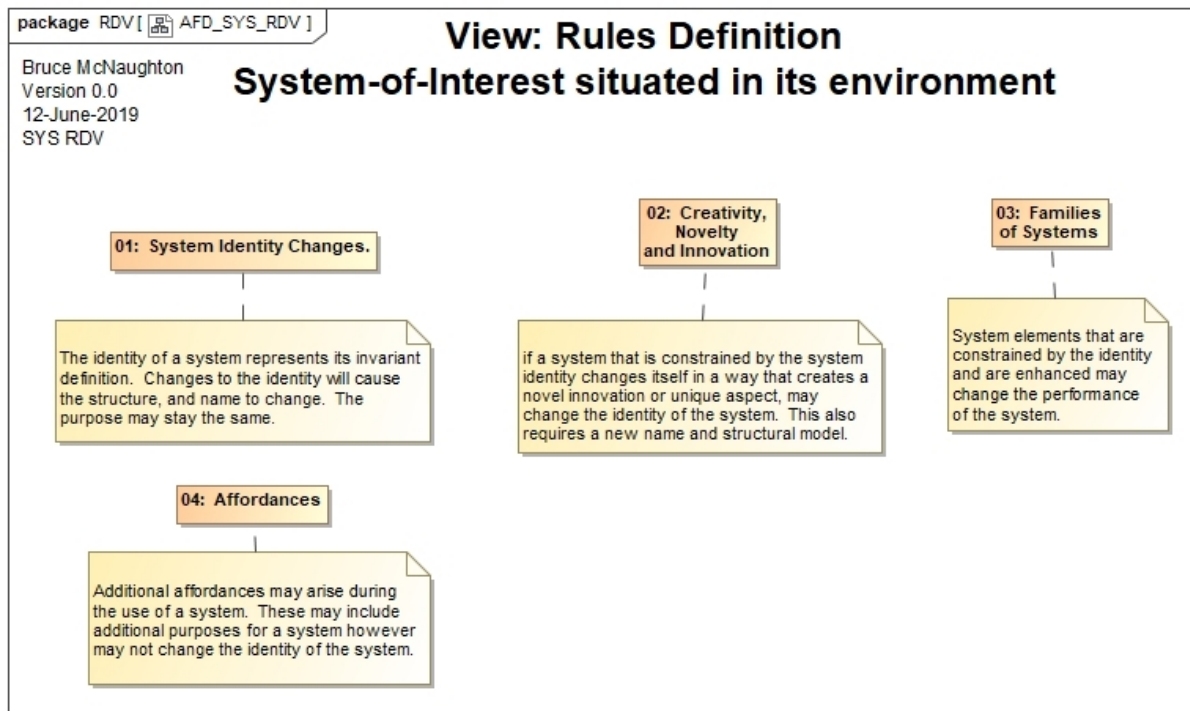 package RDV [ AFD_SYS_RDV ]
View: Rules Definition
System-of-Interest situated in its environment
Bruce McNaughton
Version 0.0
12-June-2019
SYS RDV
01: System Identity Changes.
The identity of a system represents its invariant
definition. Changes to the identity will cause
the structure, and name to change. The
purpose may stay the same.
02: Creativity,
Novelty
and Innovation
if a system that is constrained by the system
identity changes itself in a way that creates a
novel innovation or unique aspect, may
change the identity of the system. This also
requires a new name and structural model.
03: Families
of Systems
System elements that are
constrained by the identity
and are enhanced may
change the performance
of the system.
04: Affordances
Additional affordances may arise during
the use of a system. These may include
additional purposes for a system however
may not change the identity of the system.